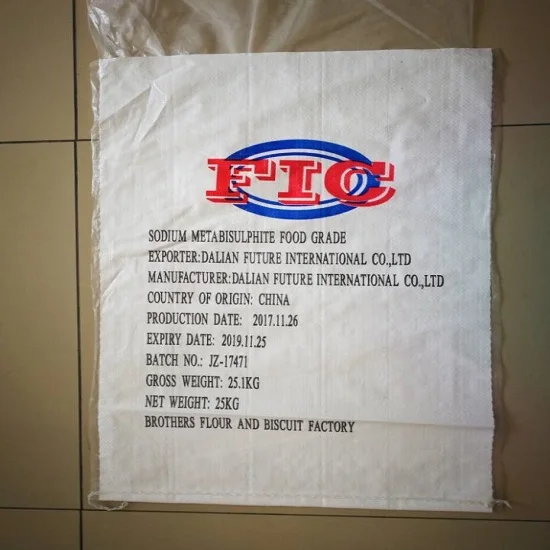 FIC
SODIUM METABISULPHITE FOOD GRADE
EXPORTER:DALIAN FUTURE INTERNATIONAL CO.,LTD
MANUFACTURER:DALIAN FUTURE INTERNATIONAL CO.,LTD
COUNTRY OF ORIGIN: CHINA
PRODUCTION DATE: 2017.11.26
EXPIRY DATE: 2019.11.25
BATCH NO.: JZ-17471
GROSS WEIGHT: 25.1KG
NET WEIGHT: 25KG
BROTHERS FLOUR AND BISCUIT FACTORY